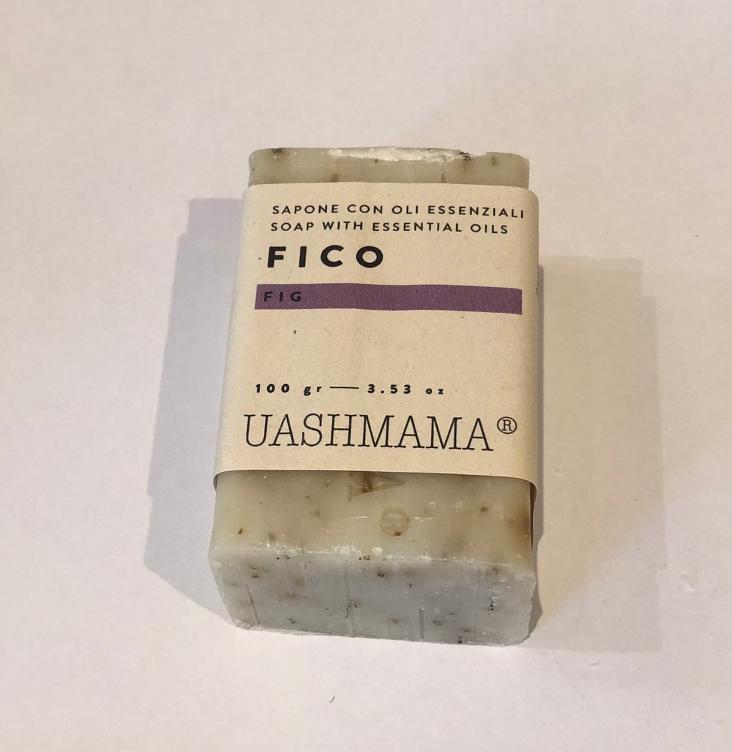 SAPONE CON OLI ESSENZIALI
SOAP WITH ESSENTIAL OILS
FICO
FIG
100 gr — 3.53 oz
UASHMAMA®